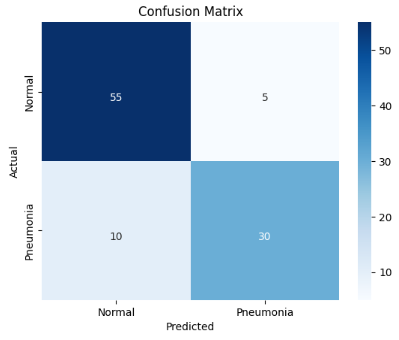 Confusion Matrix
Actual
Normal
55
5
Pneumonia
10
30
Normal
Pneumonia
Predicted
50
40
30
20
10